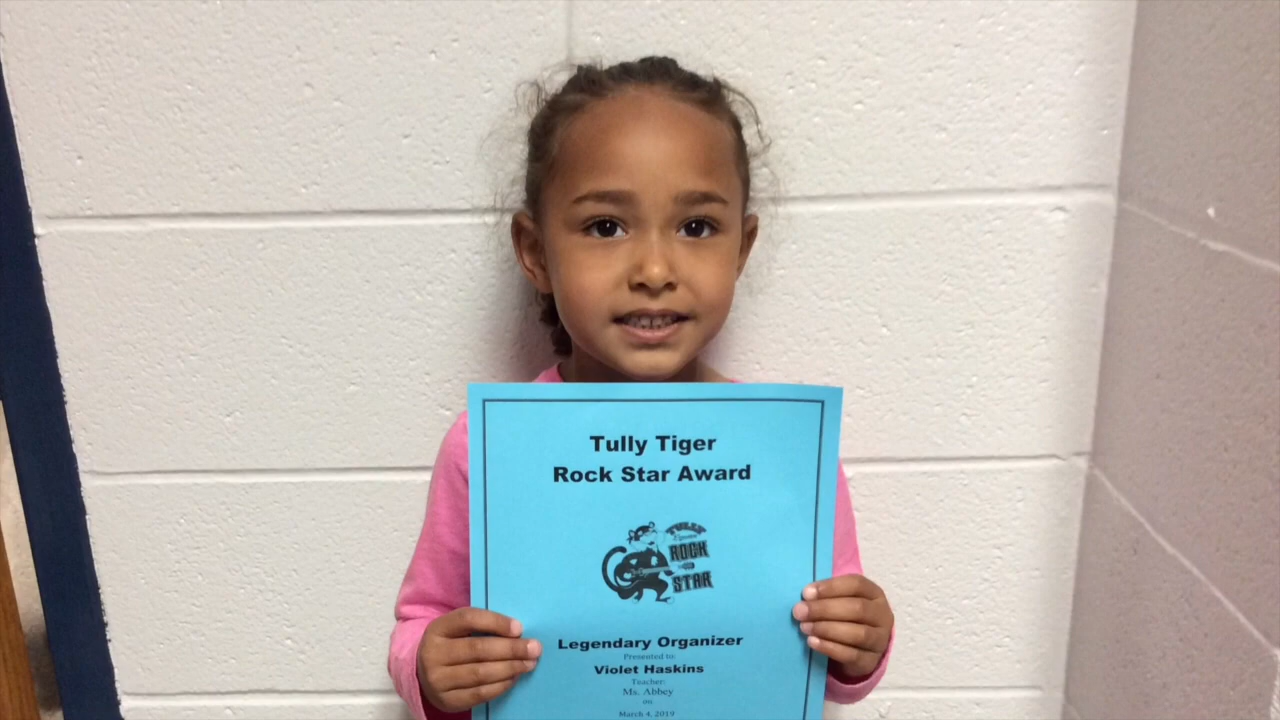 Tully Tiger
Rock Star Award
TULLY
ROCK
STAR
Legendary Organizer
Presented to:
Violet Haskins
Teacher:
Ms. Abbey
on
March 4, 2019